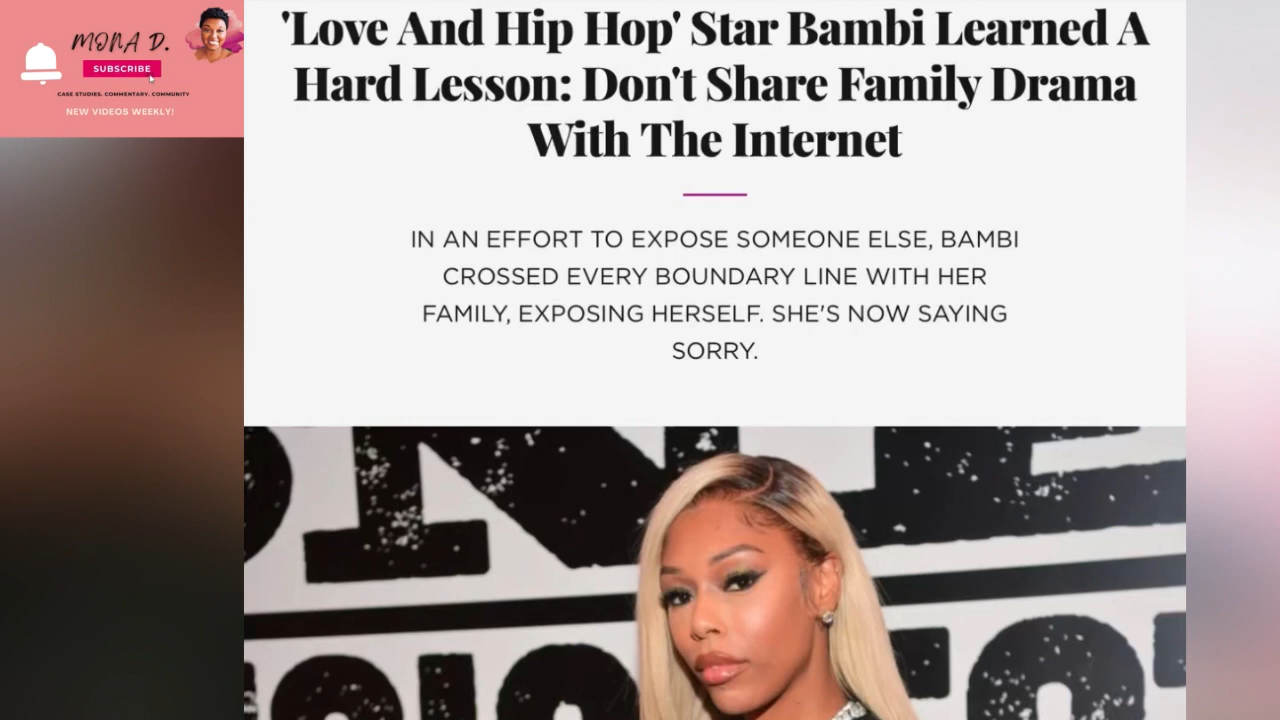 MONA D.
SUBSCRIBE
CASE STUDIES. COMMENTARY. COMMUNITY
NEW VIDEOS WEEKLY!
'Love And Hip Hop' Star Bambi Learned A
Hard Lesson: Don't Share Family Drama
With The Internet
IN AN EFFORT TO EXPOSE SOMEONE ELSE, BAMBI
CROSSED EVERY BOUNDARY LINE WITH HER
FAMILY, EXPOSING HERSELF. SHE'S NOW SAYING
SORRY.